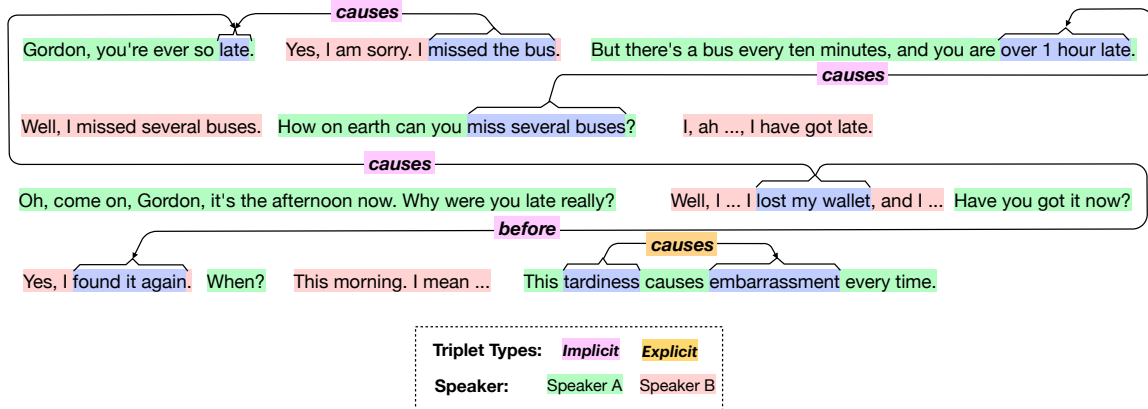 causes
Gordon, you're ever so late. Yes, I am sorry. I missed the bus. But there's a bus every ten minutes, and you are over 1 hour late.
causes
Well, I missed several buses. How on earth can you miss several buses? I, ah ..., I have got late.
causes
Oh, come on, Gordon, it's the afternoon now. Why were you late really? Well, I ... I lost my wallet, and I ... Have you got it now?
before
causes
Yes, I found it again. When? This morning. I mean ... This tardiness causes embarrassment every time.
Triplet Types: Implicit Explicit
Speaker: Speaker A Speaker B